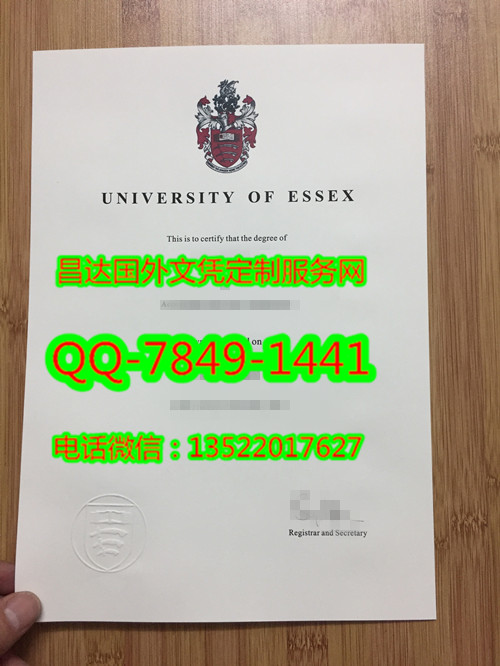 UNIVERSITY OF ESSEX
This is to certify that the degree of
昌达国外文凭定制服务网
on
QQ-7849-1441
电话微信：13522017627
Registrar and Secretary